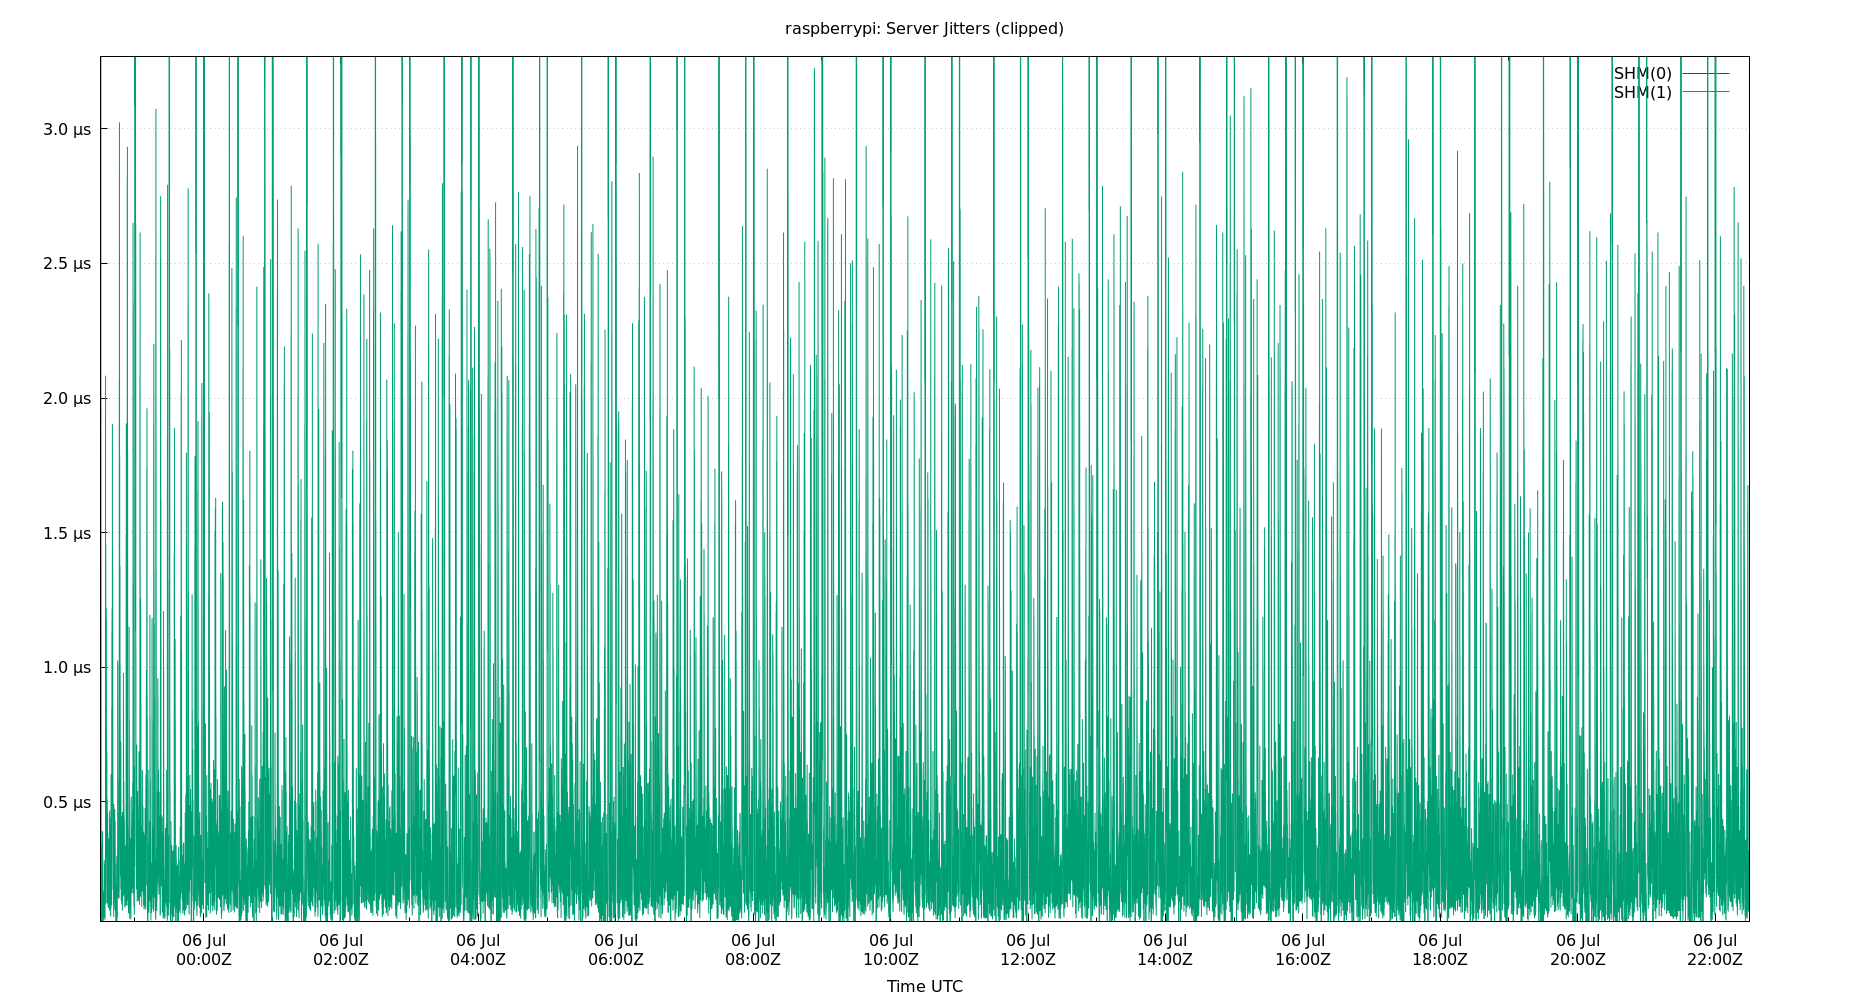 raspberrypi: Server Jitters (clipped)
SHM(0)
SHM(1)
3.0 µs
2.5 µs
2.0 µs
1.5 µs
1.0 µs
0.5 µs
06 Jul 06 Jul 06 Jul 06 Jul 06 Jul 06 Jul 06 Jul 06 Jul 06 Jul 06 Jul 06 Jul 06 Jul
00:00Z 02:00Z 04:00Z 06:00Z 08:00Z 10:00Z 12:00Z 14:00Z 16:00Z 18:00Z 20:00Z 22:00Z
Time UTC